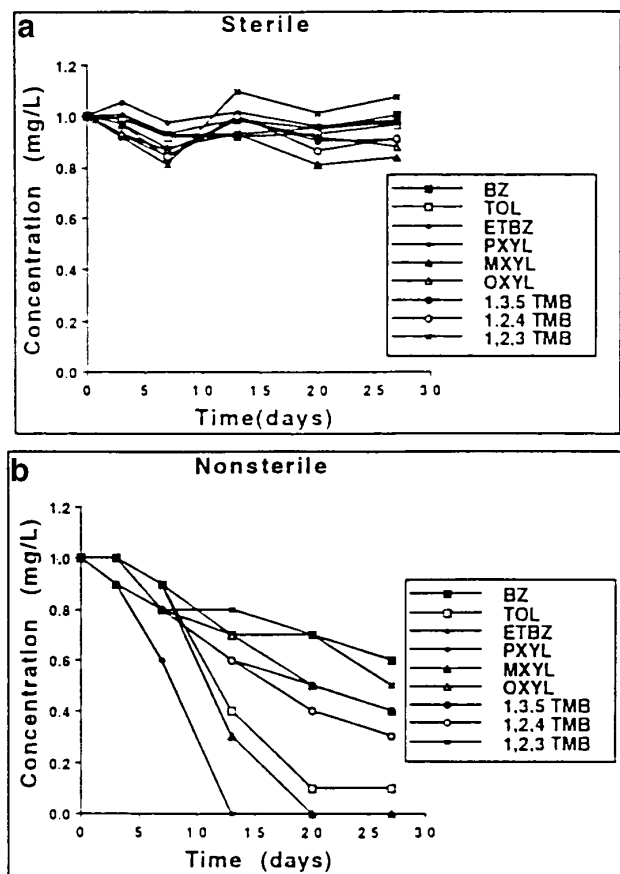 a
Sterile
Concentration (mg/L)
1.2
1.0
0.8
0.6
0.4
0.2
0.0
0 5 10 15 20 25 30
Time(days)
BZ
TOL
ETBZ
PXYL
MXYL
OXYL
1.3.5 TMB
1.2.4 TMB
1,2.3 TMB
b
Nonsterile
Concentration (mg/L)
1.2
1.0
0.8
0.6
0.4
0.2
0.0
0 5 10 15 20 25 30
Time (days)
BZ
TOL
ETBZ
PXYL
MXYL
OXYL
1,3.5 TMB
1,2,4 TMB
1,2,3 TMB